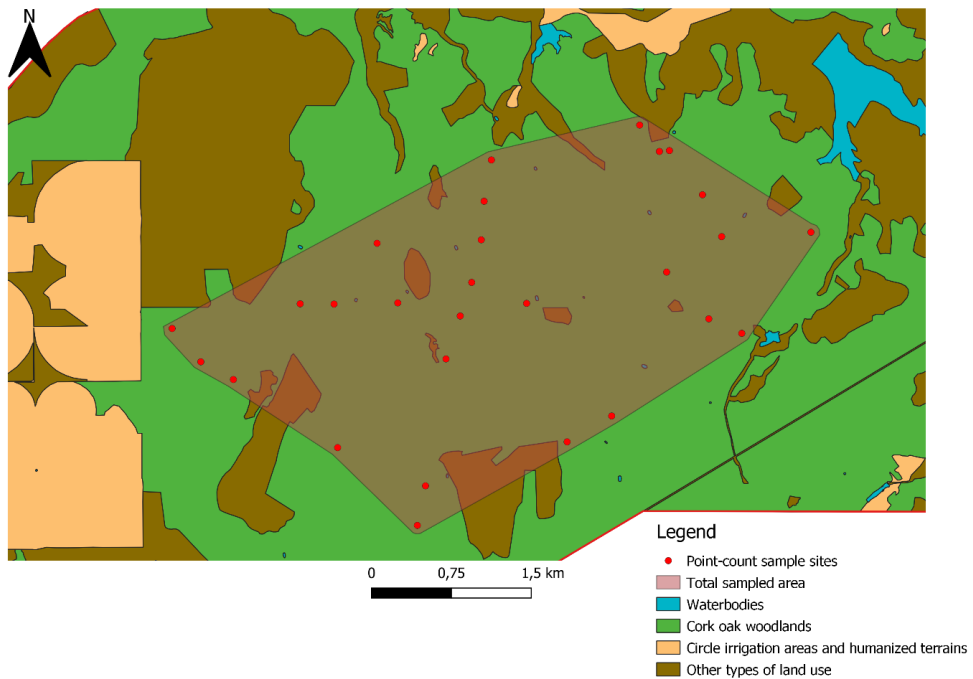 N
0 0,75 1,5 km
Legend
Point-count sample sites
Total sampled area
Waterbodies
Cork oak woodlands
Circle irrigation areas and humanized terrains
Other types of land use